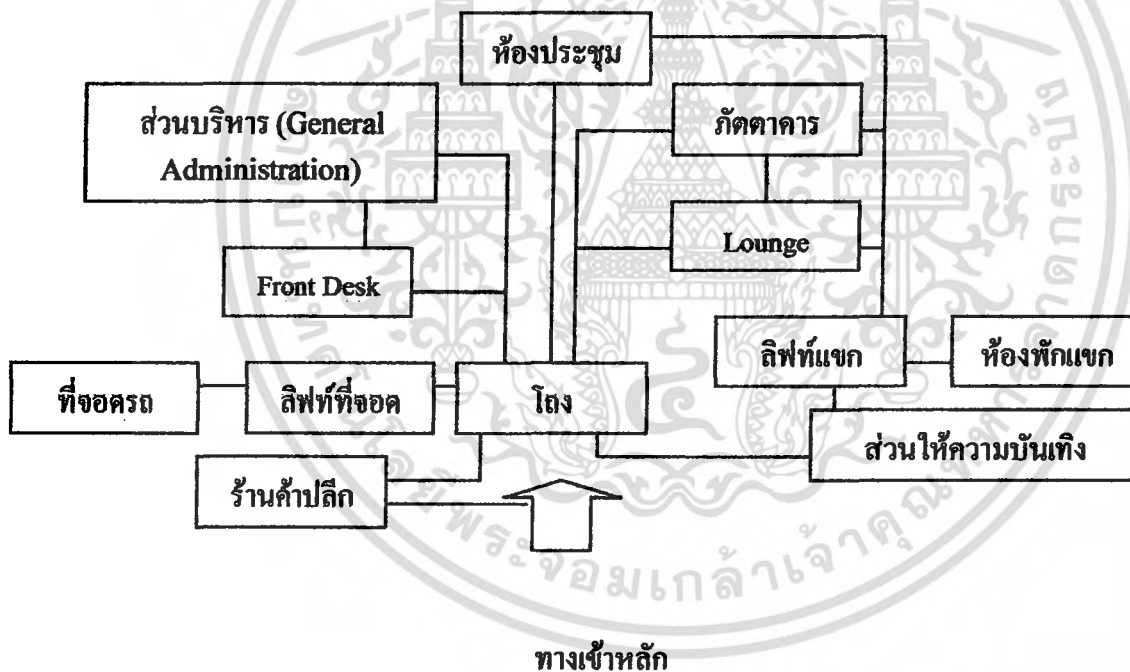 ห้องประชุม
ส่วนบริหาร (General
Administration)
ภัตตาคาร
Lounge
Front Desk
ลิฟท์แขก
ห้องพักแขก
ที่จอดรถ
ลิฟท์ที่จอด
โถง
ส่วนให้ความบันเทิง
ร้านค้าปลีก
ทางเข้าหลัก